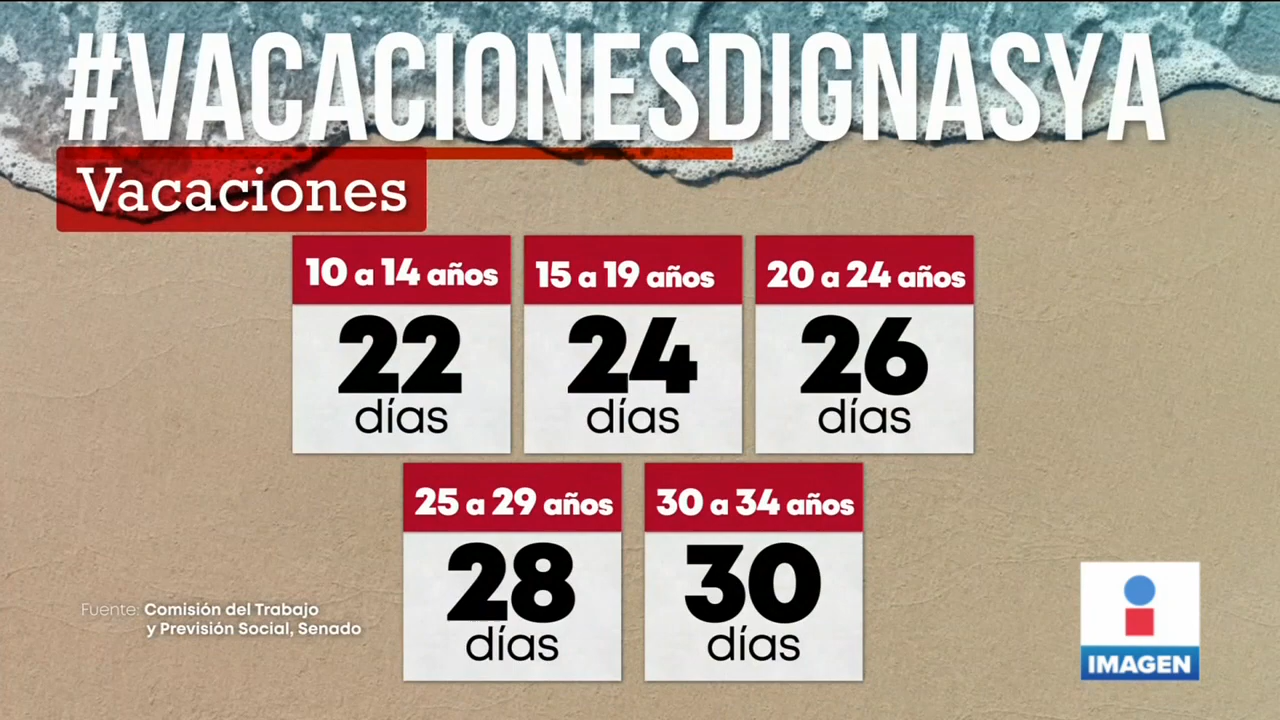 #VACACIONESDIGNASYA
Vacaciones
10 a 14 años
22
días
15 a 19 años
24
días
20 a 24 años
26
días
25 a 29 años
28
días
30 a 34 años
30
días
Fuente: Comisión del Trabajo
y Previsión Social, Senado
IMAGEN